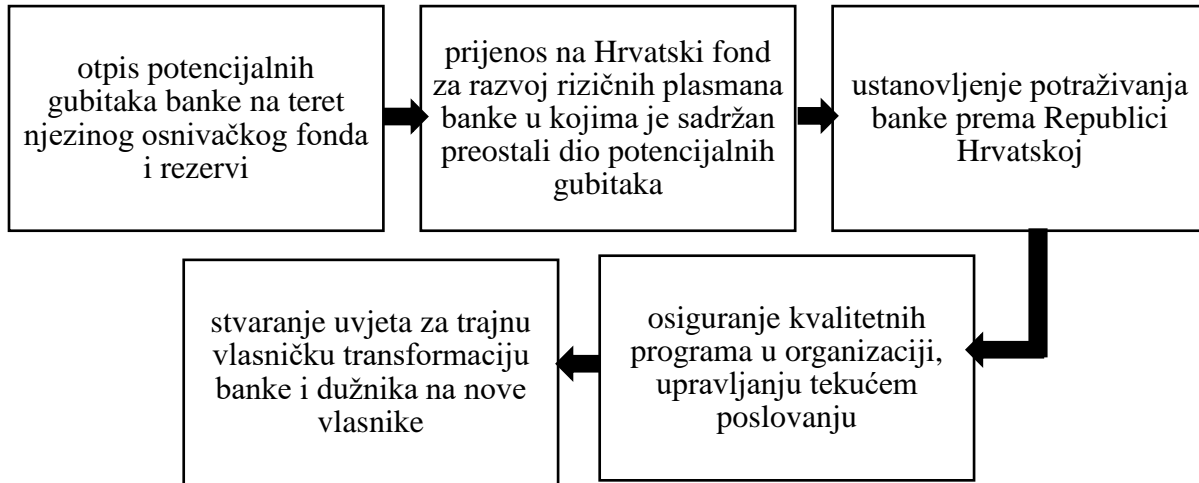 otpis potencijalnih
gubitaka banke na teret
njezinog osnivačkog fonda
i rezervi
prijenos na Hrvatski fond
za razvoj rizičnih plasmana
banke u kojima je sadržan
preostali dio potencijalnih
gubitaka
ustanovljenje potraživanja
banke prema Republici
Hrvatskoj
osiguranje kvalitetnih
programa u organizaciji,
upravljanju tekućem
poslovanju
stvaranje uvjeta za trajnu
vlasničku transformaciju
banke i dužnika na nove
vlasnike